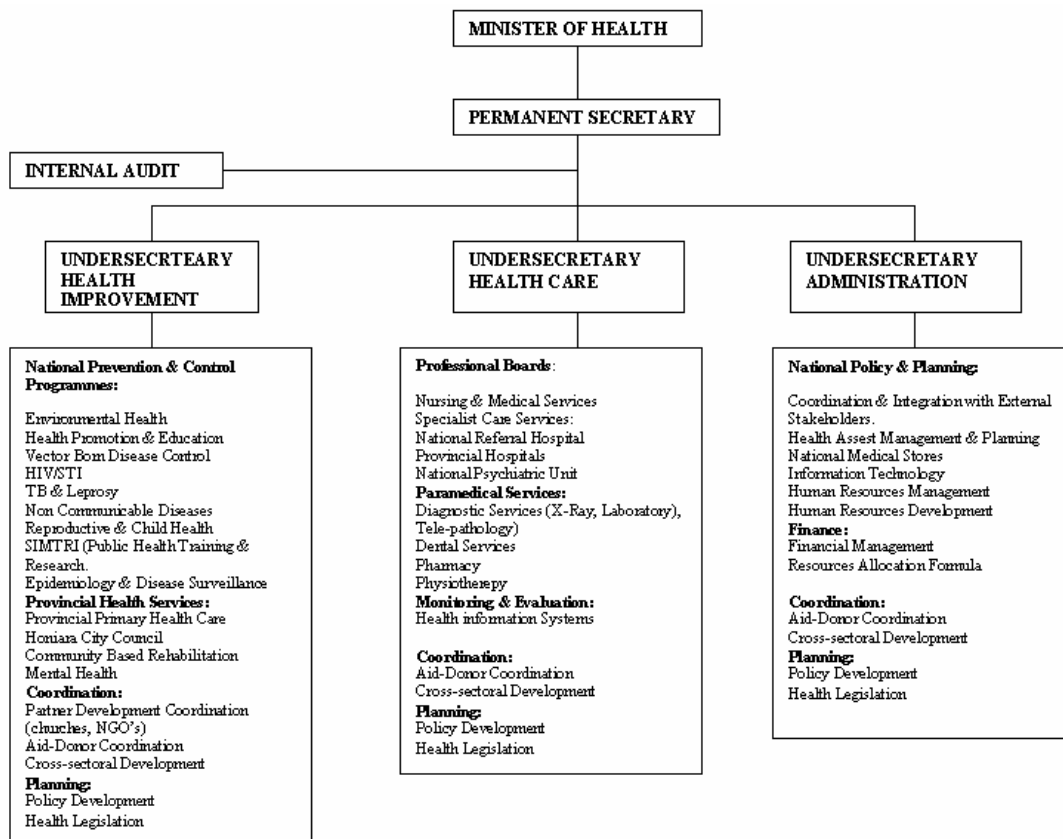 MINISTER OF HEALTH
PERMANENT SECRETARY
INTERNAL AUDIT
UNDERSECRTEARY
HEALTH
IMPROVEMENT
UNDERSECRETARY
HEALTH CARE
UNDERSECRETARY
ADMINISTRATION
National Prevention & Control
Programmes:
Environmental Health
Health Promotion & Education
Vector Born Disease Control
HIV/STI
TB & Leprosy
Non Communicable Diseases
Reproductive & Child Health
SIMTRI (Public Health Training &
Research.
Epidemiology & Disease Surveillance
Provincial Health Services:
Provincial Primary Health Care
Honiara City Council
Community Based Rehabilitation
Mental Health
Coordination:
Partner Development Coordination
(churches, NGO's)
Aid-Donor Coordination
Cross-sectoral Development
Planning:
Policy Development
Health Legislation
Professional Boards:
Nursing & Medical Services
Specialist Care Services:
National Referral Hospital
Provincial Hospitals
National Psychiatric Unit
Paramedical Services:
Diagnostic Services (X-Ray, Laboratory),
Tele-pathology)
Dental Services
Pharmacy
Physiotherepy
Monitoring & Evaluation:
Health information Systems
Coordination:
Aid-Donor Coordination
Cross-sectoral Development
Planning:
Policy Development
Health Legislation
National Policy & Planning:
Coordination & Integration with External
Stakeholders.
Health Assest Management & Planning
National Medical Stores
Information Technology
Human Resources Management
Human Resources Development
Finance:
Financial Management
Resources Allocation Formula
Coordination:
Aid-Donor Coordination
Cross-sectoral Development
Planning:
Policy Development
Health Legislation